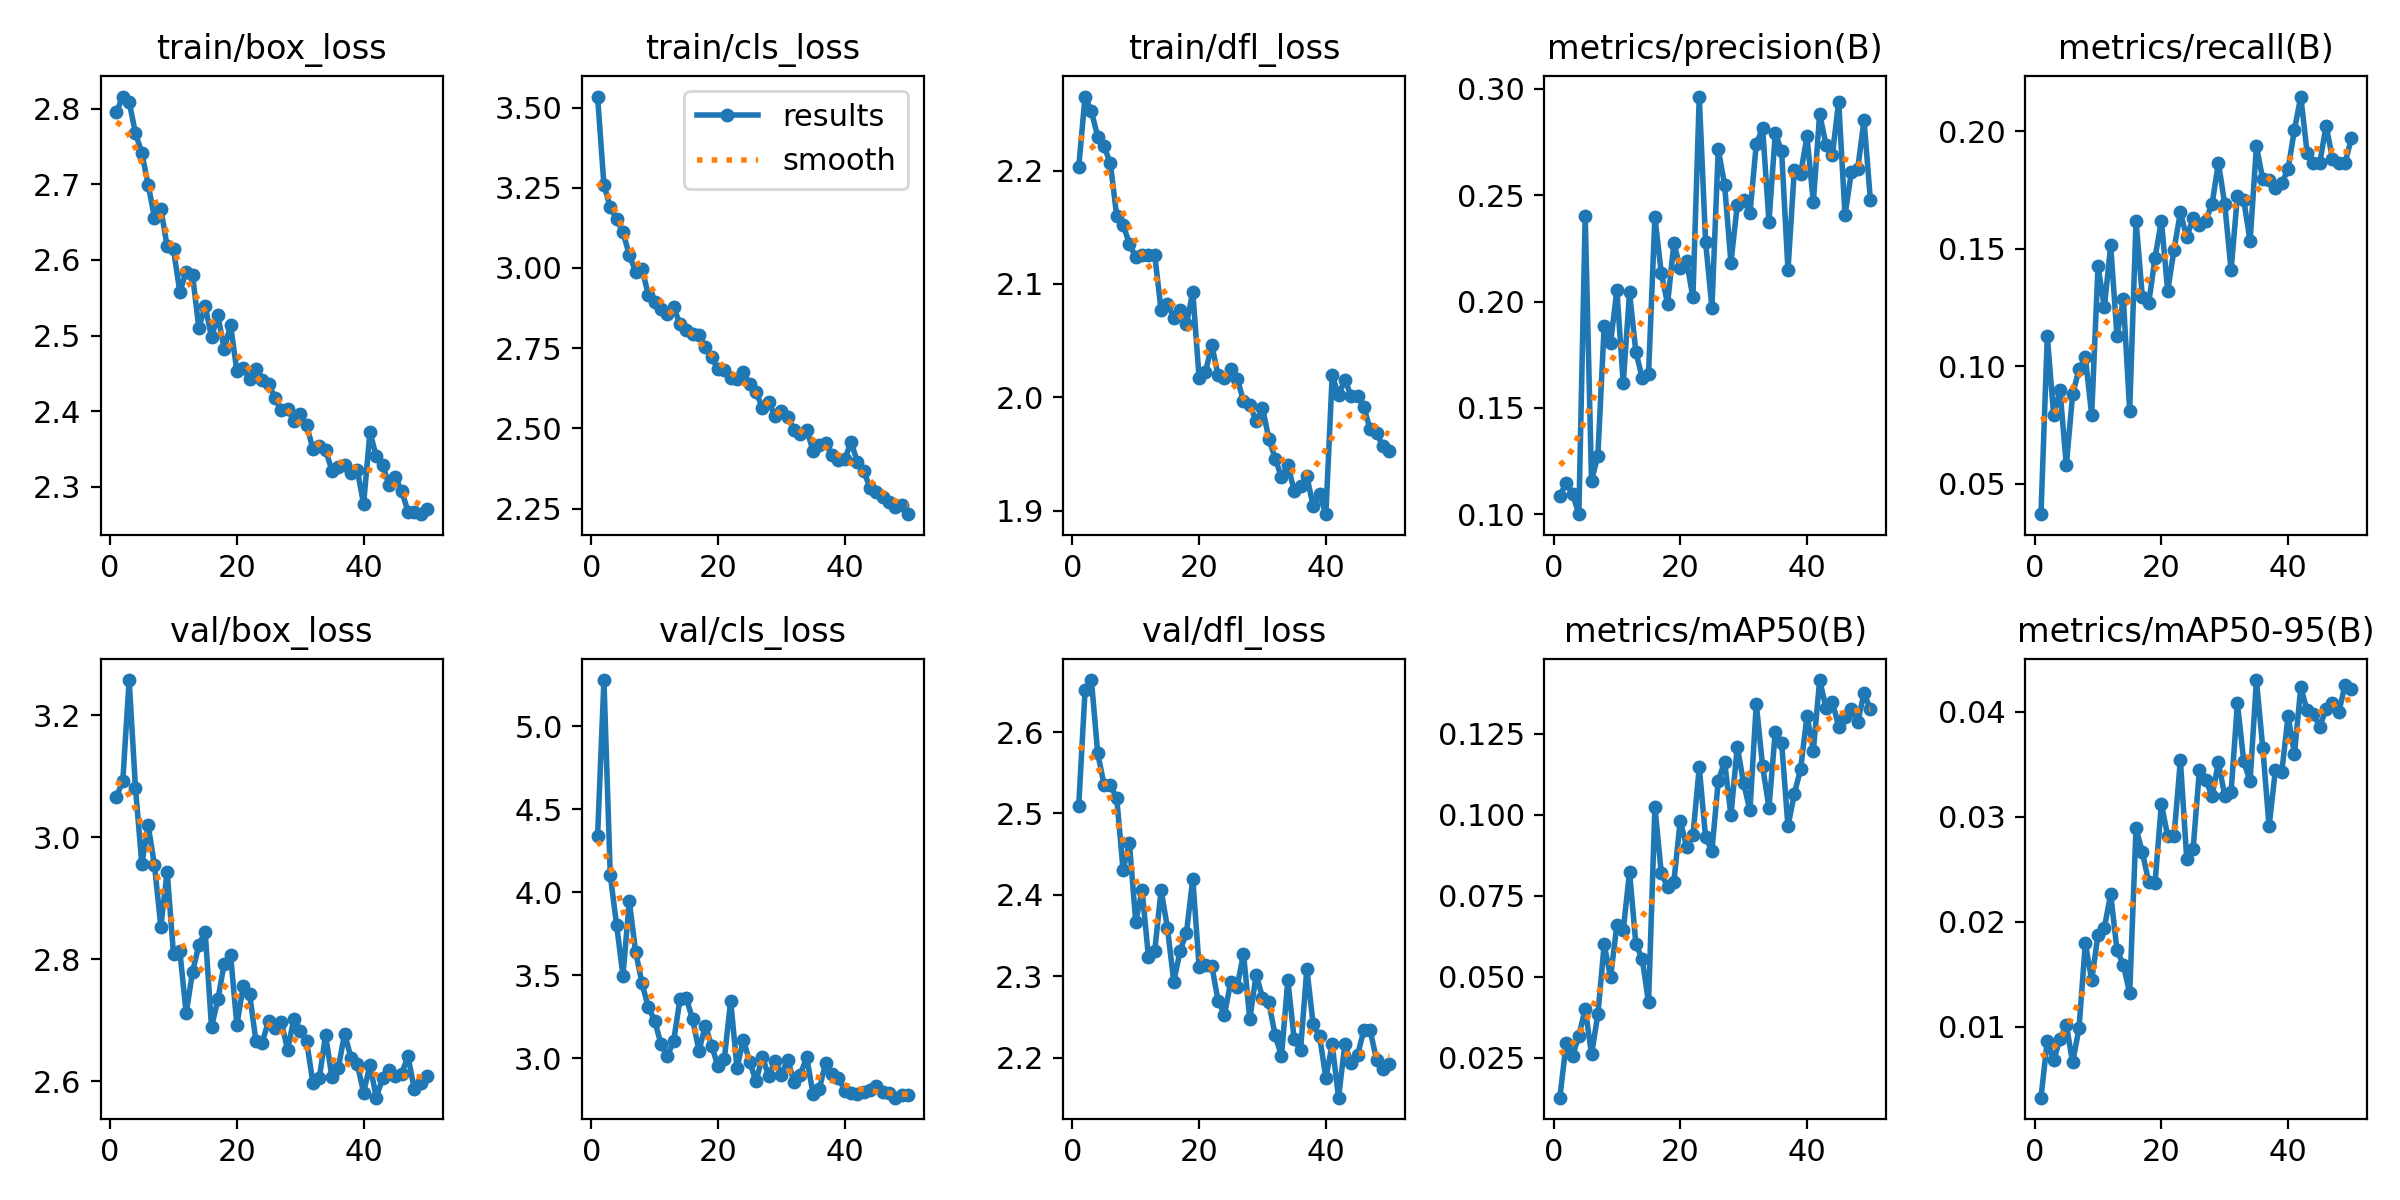 train/box_loss
train/cls_loss
train/dfl_loss
metrics/precision(B)
metrics/recall(B)
2.8
2.7
2.6
2.5
2.4
2.3
0 20 40
3.50
3.25
3.00
2.75
2.50
2.25
0 20 40
results
smooth
2.2
2.1
2.0
1.9
0 20 40
0.30
0.25
0.20
0.15
0.10
0 20 40
0.20
0.15
0.10
0.05
0 20 40
val/box_loss
val/cls_loss
val/dfl_loss
metrics/mAP50(B)
metrics/mAP50-95(B)
3.2
3.0
2.8
2.6
0 20 40
5.0
4.5
4.0
3.5
3.0
0 20 40
2.6
2.5
2.4
2.3
2.2
0 20 40
0.125
0.100
0.075
0.050
0.025
0 20 40
0.04
0.03
0.02
0.01
0 20 40